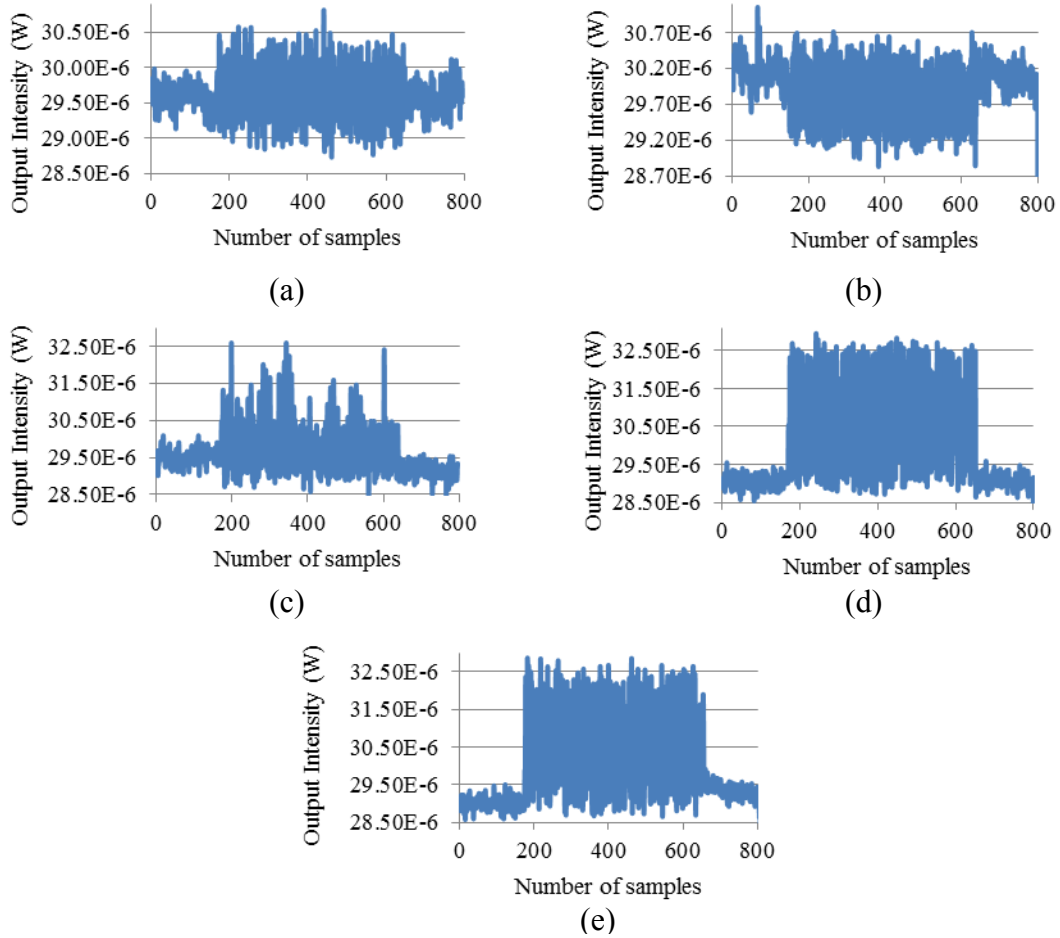 Output Intensity (W)
30.50E-6
30.00E-6
29.50E-6
29.00E-6
28.50E-6
0 200 400 600 800
Number of samples
(a)
Output Intensity (W)
30.70E-6
30.20E-6
29.70E-6
29.20E-6
28.70E-6
0 200 400 600 800
Number of samples
(b)
Output Intensity (W)
32.50E-6
31.50E-6
30.50E-6
29.50E-6
28.50E-6
0 200 400 600 800
Number of samples
(c)
Output Intensity (W)
32.50E-6
31.50E-6
30.50E-6
29.50E-6
28.50E-6
0 200 400 600 800
Number of samples
(d)
Output Intensity (W)
32.50E-6
31.50E-6
30.50E-6
29.50E-6
28.50E-6
0 200 400 600 800
Number of samples
(e)